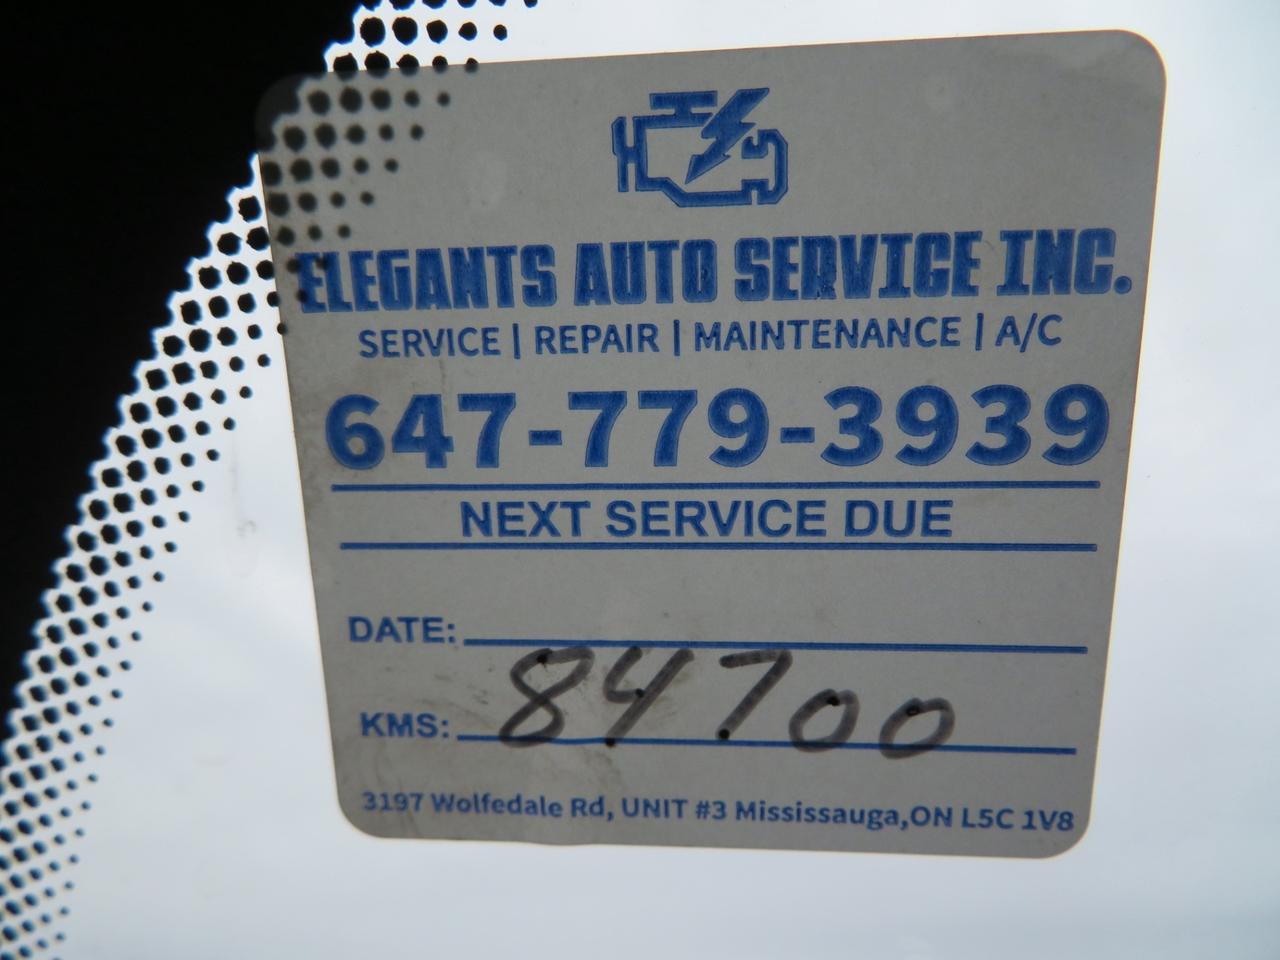 ELEGANTS AUTO SERVICE INC.
SERVICE | REPAIR | MAINTENANCE | A/C
647-779-3939
NEXT SERVICE DUE
DATE:
KMS: 84700
3197 Wolfedale Rd, UNIT #3 Mississauga,ON L5C 1V8